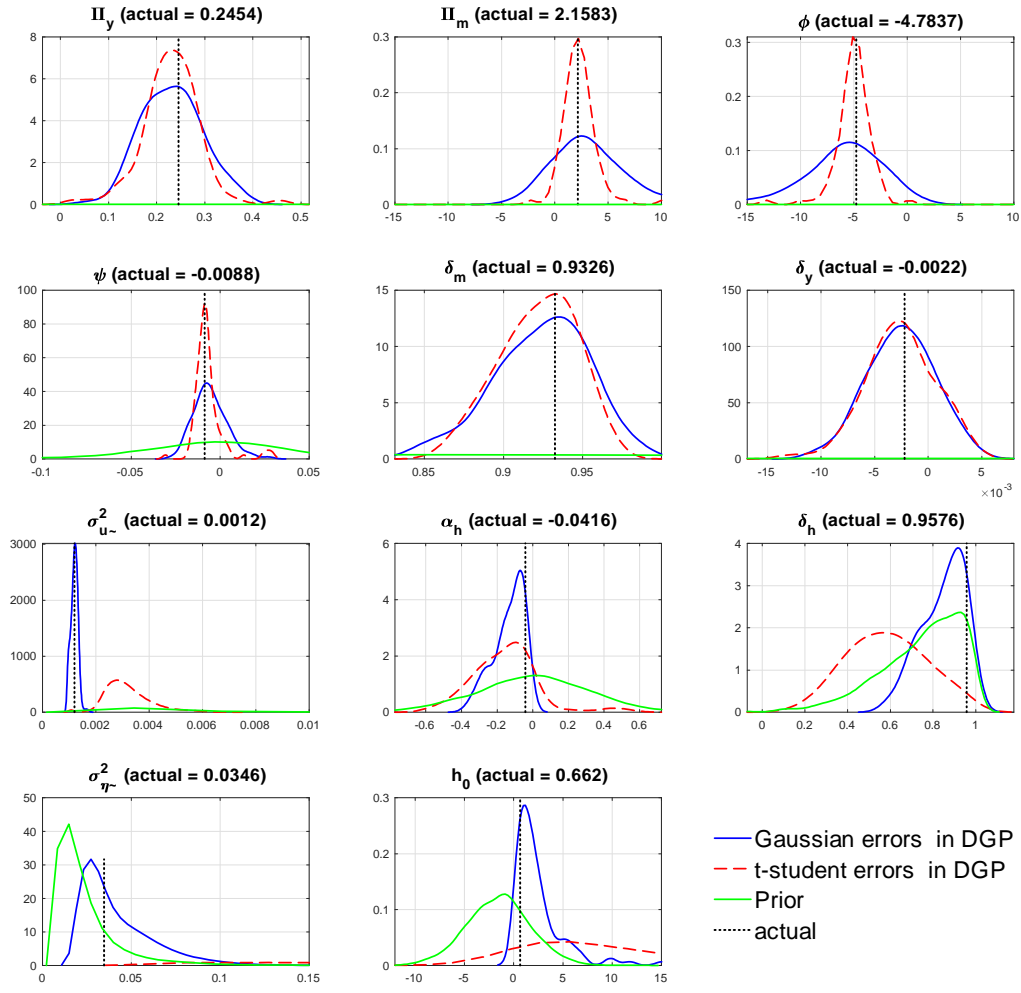 Π_y (actual = 0.2454)
Π_m (actual = 2.1583)
ϕ (actual = -4.7837)
8
6
4
2
0
0 0.1 0.2 0.3 0.4 0.5
0.3
0.2
0.1
0
-15 -10 -5 0 5 10
0.3
0.2
0.1
0
-15 -10 -5 0 5 10
ψ (actual = -0.0088)
δ_m (actual = 0.9326)
δ_y (actual = -0.0022)
100
80
60
40
20
0
-0.1 -0.05 0 0.05
15
10
5
0
0.85 0.9 0.95
150
100
50
0
-15 -10 -5 0 5
×10^-3
σ²_u~ (actual = 0.0012)
α_h (actual = -0.0416)
δ_h (actual = 0.9576)
3000
2000
1000
0
0.002 0.004 0.006 0.008 0.01
6
4
2
0
-0.6 -0.4 -0.2 0 0.2 0.4 0.6
4
3
2
1
0
0 0.2 0.4 0.6 0.8 1
σ²_η~ (actual = 0.0346)
h_0 (actual = 0.662)
50
40
30
20
10
0
0 0.05 0.1 0.15
0.3
0.2
0.1
0
-10 -5 0 5 10 15
Gaussian errors in DGP
t-student errors in DGP
Prior
actual